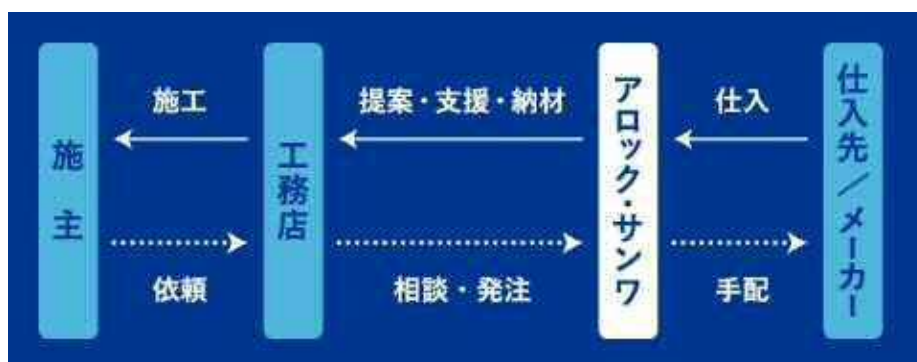 施主
施工
依頼
工務店
提案・支援・納材
相談・発注
アロック・サンワ
仕入
手配
仕入先／メーカー